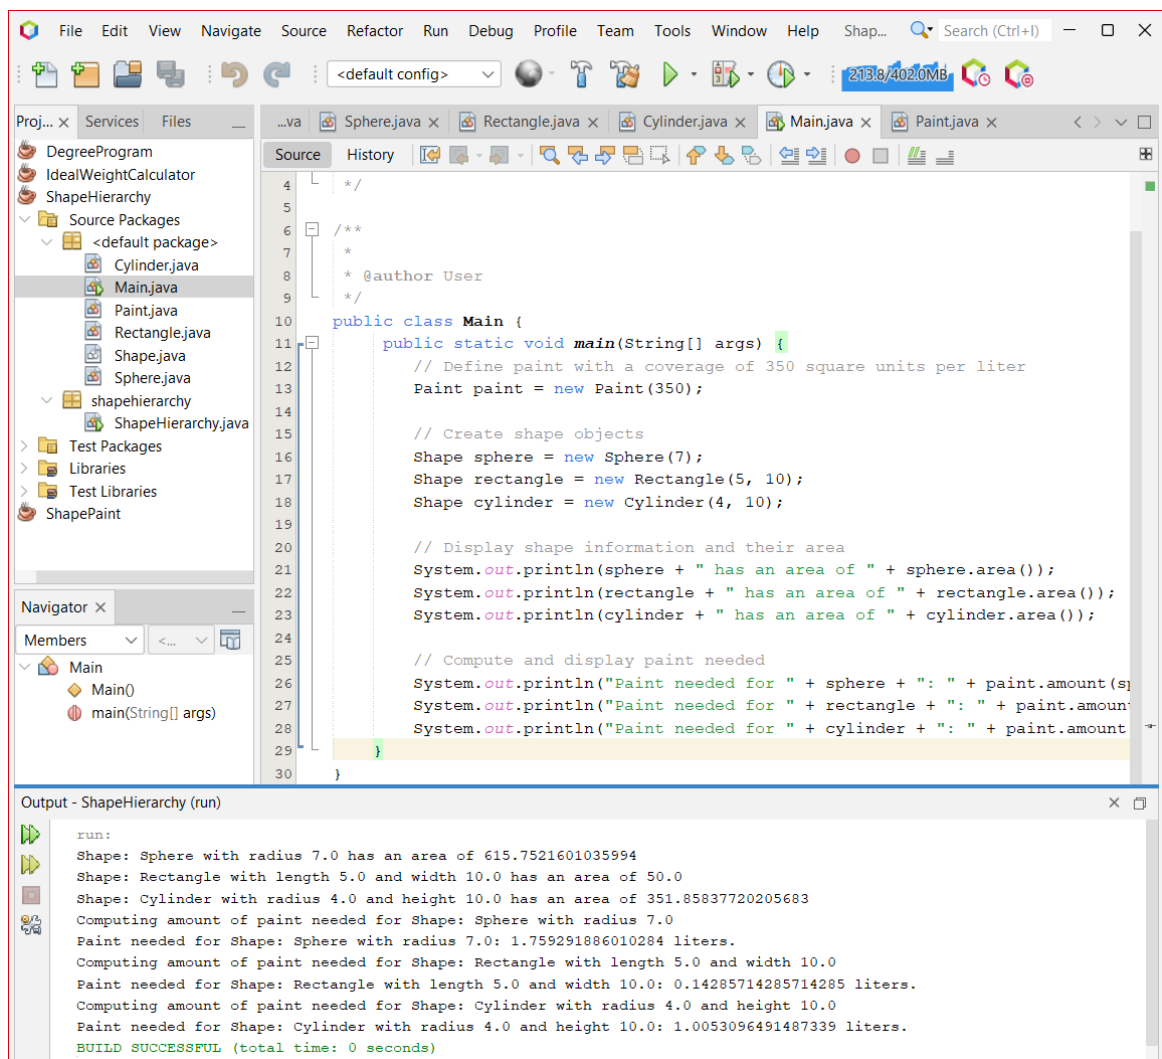 File Edit View Navigate Source Refactor Run Debug Profile Team Tools Window Help Shap... Search (Ctrl+I)
<default config> 213.8/402.0MB
Proj... Services Files
DegreeProgram
IdealWeightCalculator
ShapeHierarchy
Source Packages
<default package>
Cylinder.java
Main.java
Paint.java
Rectangle.java
Shape.java
Sphere.java
shapehierarchy
ShapeHierarchy.java
Test Packages
Libraries
Test Libraries
ShapePaint
Navigator
Members <...
Main
Main()
main(String[] args)
...va Sphere.java Rectangle.java Cylinder.java Main.java Paint.java
Source History
4 */
5
6 /**
7 *
8 * @author User
9 */
10 public class Main {
11 public static void main(String[] args) {
12 // Define paint with a coverage of 350 square units per liter
13 Paint paint = new Paint(350);
14
15 // Create shape objects
16 Shape sphere = new Sphere(7);
17 Shape rectangle = new Rectangle(5, 10);
18 Shape cylinder = new Cylinder(4, 10);
19
20 // Display shape information and their area
21 System.out.println(sphere + " has an area of " + sphere.area());
22 System.out.println(rectangle + " has an area of " + rectangle.area());
23 System.out.println(cylinder + " has an area of " + cylinder.area());
24
25 // Compute and display paint needed
26 System.out.println("Paint needed for " + sphere + ": " + paint.amount(sp
27 System.out.println("Paint needed for " + rectangle + ": " + paint.amoun
28 System.out.println("Paint needed for " + cylinder + ": " + paint.amount
29 }
30 }
Output - ShapeHierarchy (run)
run:
Shape: Sphere with radius 7.0 has an area of 615.7521601035994
Shape: Rectangle with length 5.0 and width 10.0 has an area of 50.0
Shape: Cylinder with radius 4.0 and height 10.0 has an area of 351.85837720205683
Computing amount of paint needed for Shape: Sphere with radius 7.0
Paint needed for Shape: Sphere with radius 7.0: 1.759291886010284 liters.
Computing amount of paint needed for Shape: Rectangle with length 5.0 and width 10.0
Paint needed for Shape: Rectangle with length 5.0 and width 10.0: 0.14285714285714285 liters.
Computing amount of paint needed for Shape: Cylinder with radius 4.0 and height 10.0
Paint needed for Shape: Cylinder with radius 4.0 and height 10.0: 1.0053096491487339 liters.
BUILD SUCCESSFUL (total time: 0 seconds)